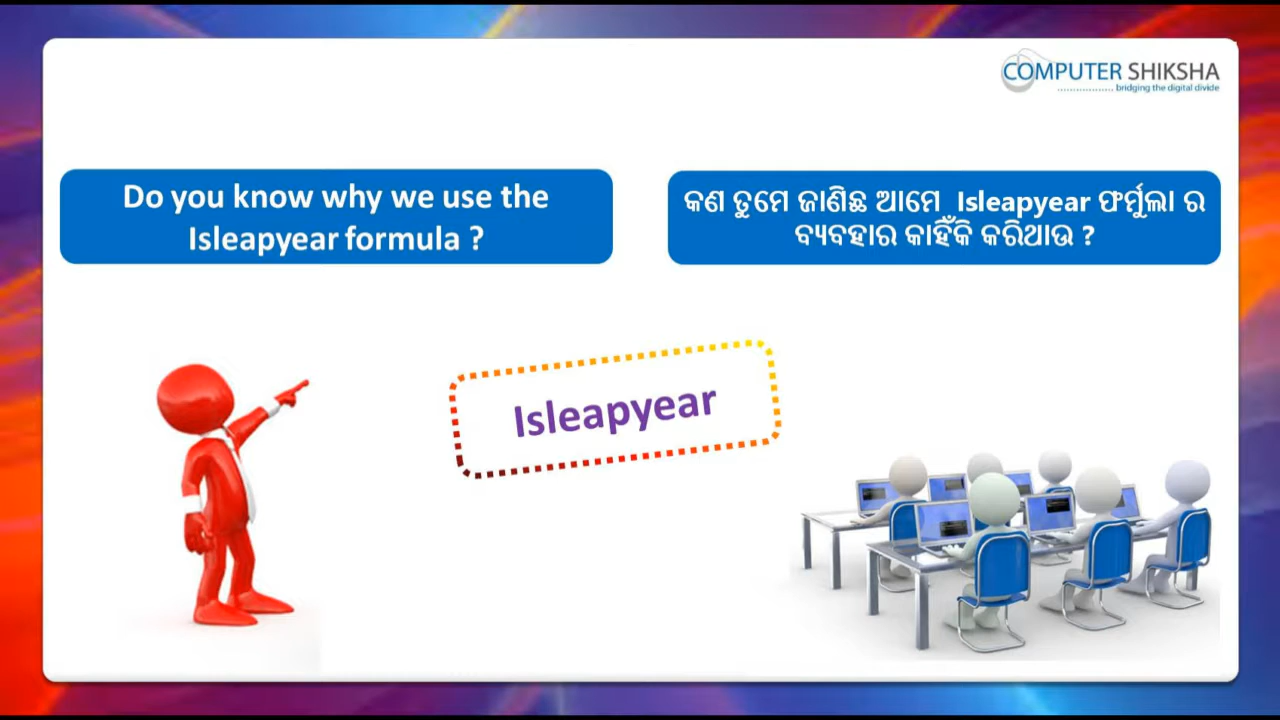 COMPUTER SHIKSHA
bridging the digital divide
Do you know why we use the
Isleapyear formula ?
କଣ ତୁମେ ଜାଣିଛ ଆମେ Isleapyear ଫର୍ମୁଲା ର
ବ୍ୟବହାର କାହିଁକି କରିଥାଉ ?
Isleapyear